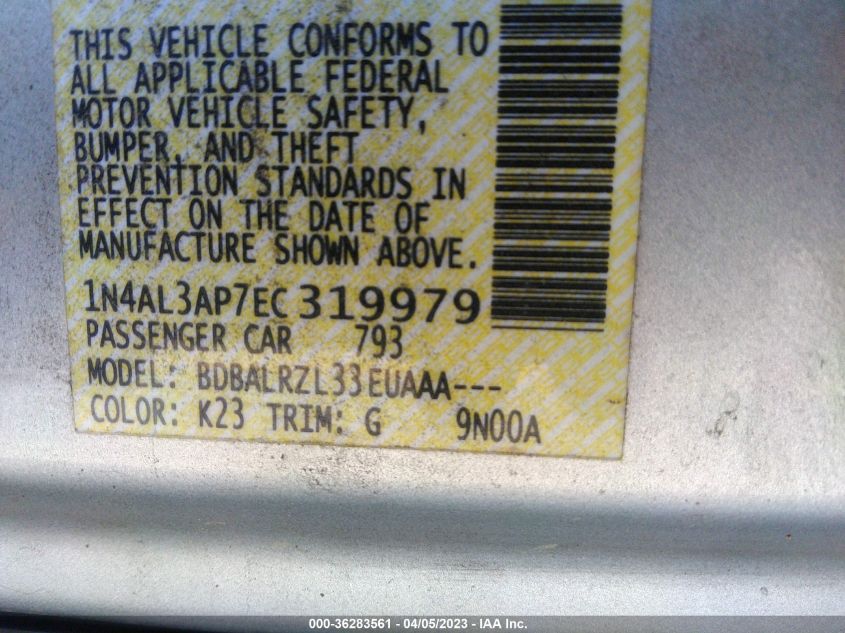 THIS VEHICLE CONFORMS TO
ALL APPLICABLE FEDERAL
MOTOR VEHICLE SAFETY,
BUMPER, AND THEFT
PREVENTION STANDARDS IN
EFFECT ON THE DATE OF
MANUFACTURE SHOWN ABOVE.
1N4AL3AP7EC319979
PASSENGER CAR 793
MODEL: BDBALRZL33EUAAA---
COLOR: K23 TRIM: G 9N00A
000-36283561 - 04/05/2023 - IAA Inc.